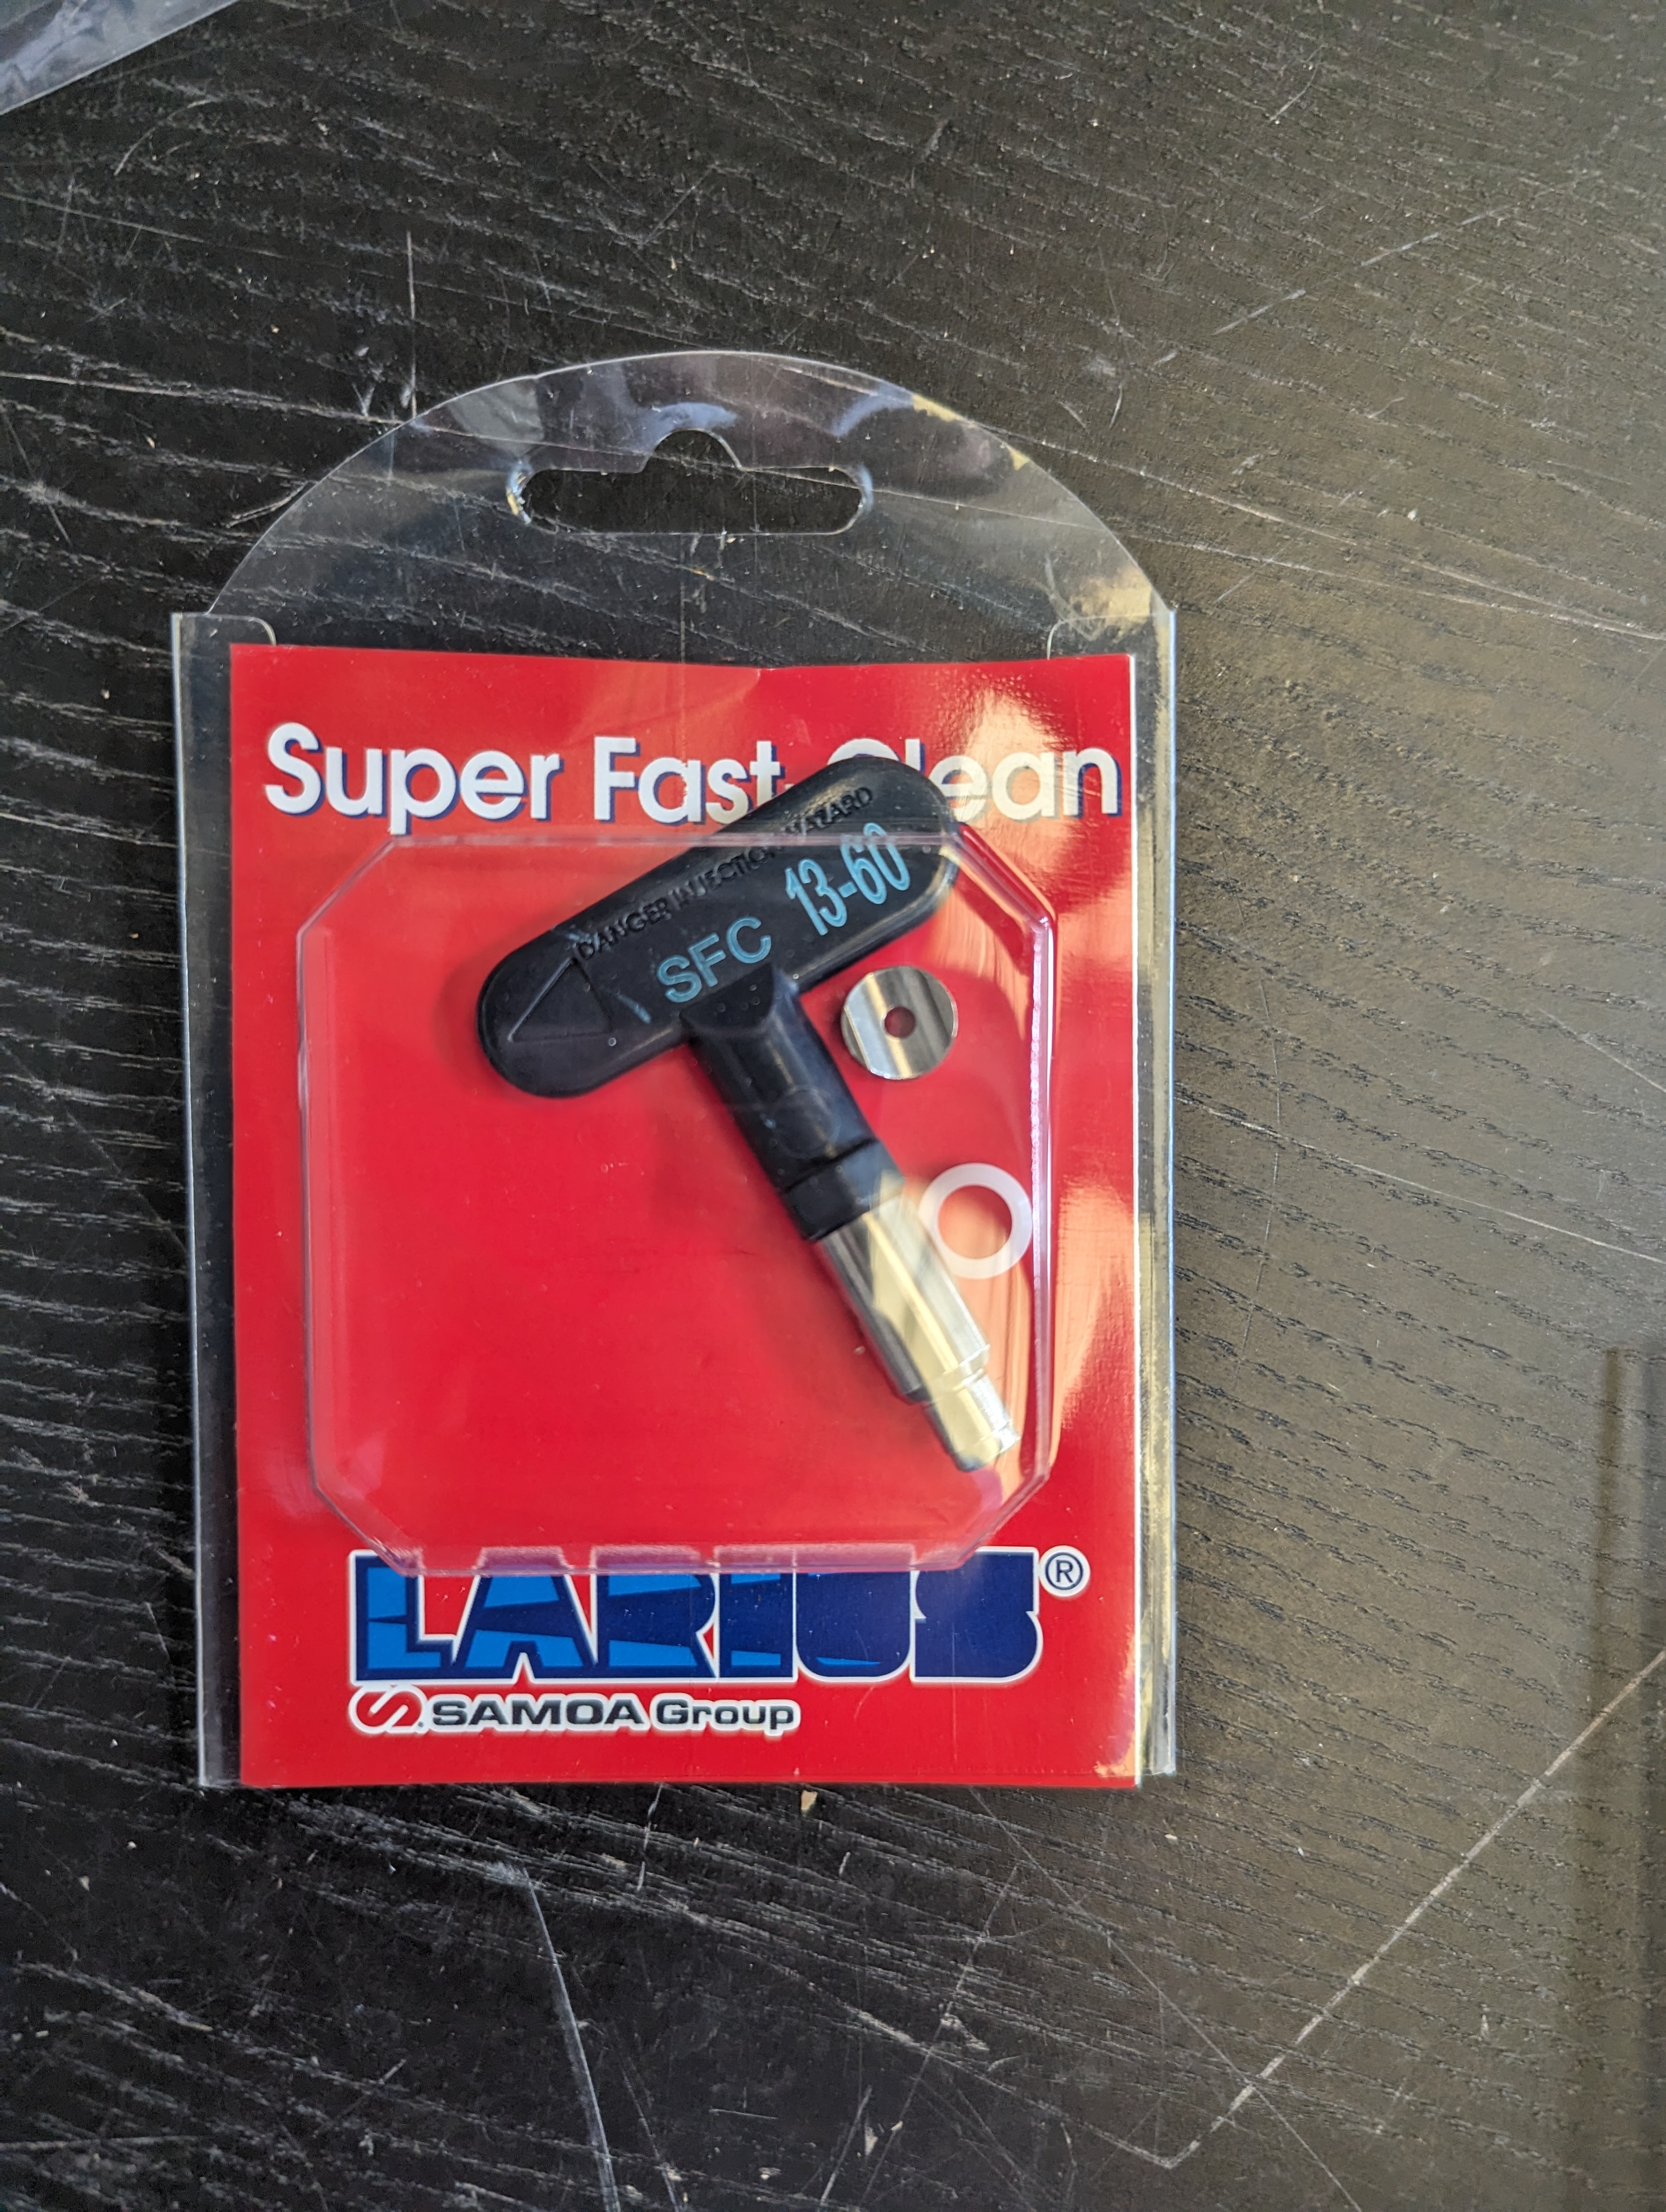 Super Fast-Clean
DANGER INJECTION HAZARD
SFC 13-60
LARIUS®
SAMOA Group